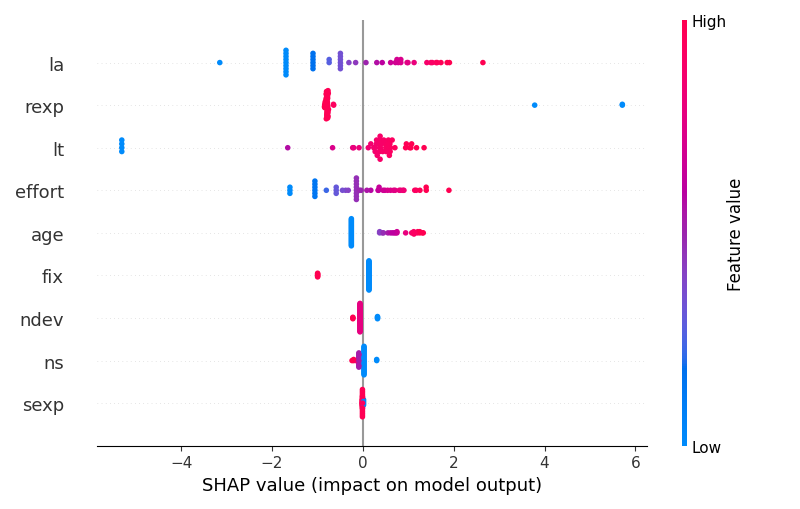 High
la
rexp
lt
effort
age
fix
ndev
ns
sexp
Low
Feature value
−4
−2
0
2
4
6
SHAP value (impact on model output)